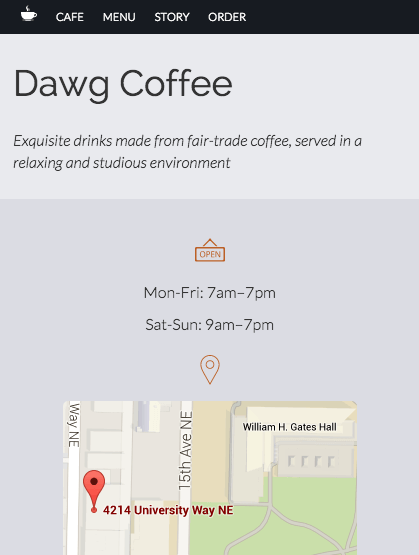 CAFE MENU STORY ORDER
Dawg Coffee
Exquisite drinks made from fair-trade coffee, served in a
relaxing and studious environment
OPEN
Mon-Fri: 7am–7pm
Sat-Sun: 9am–7pm
Way NE
15th Ave NE
William H. Gates Hall
4214 University Way NE